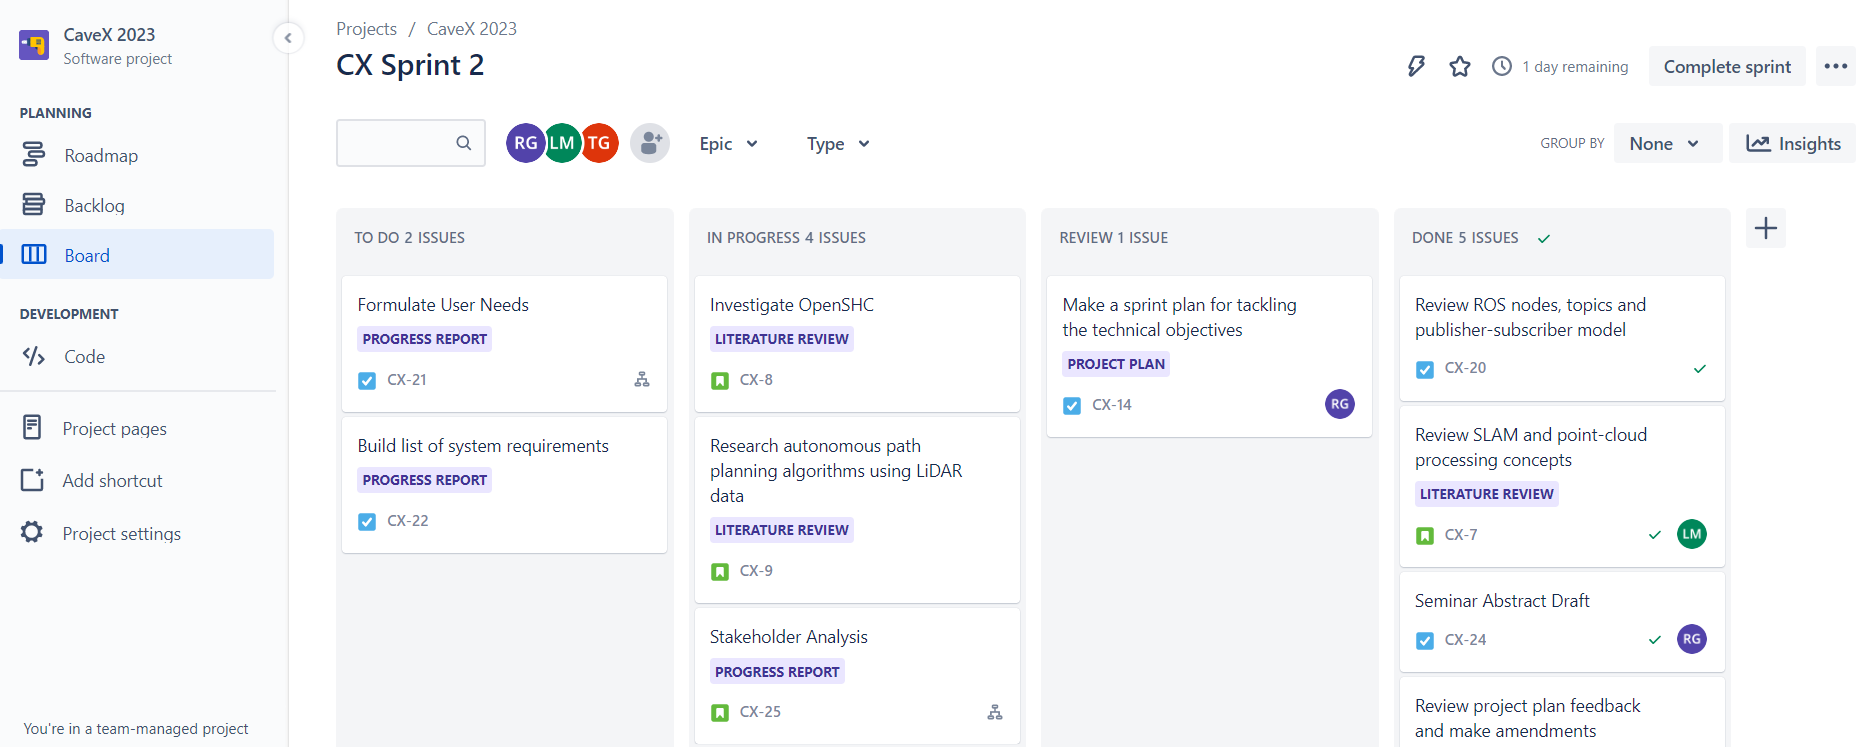 CaveX 2023
Software project
PLANNING
Roadmap
Backlog
Board
DEVELOPMENT
Code
Project pages
Add shortcut
Project settings
You're in a team-managed project
Projects / CaveX 2023
CX Sprint 2
1 day remaining
Complete sprint
RG LM TG
Epic
Type
GROUP BY
None
Insights
TO DO 2 ISSUES
Formulate User Needs
PROGRESS REPORT
CX-21
Build list of system requirements
PROGRESS REPORT
CX-22
IN PROGRESS 4 ISSUES
Investigate OpenSHC
LITERATURE REVIEW
CX-8
Research autonomous path
planning algorithms using LiDAR
data
LITERATURE REVIEW
CX-9
Stakeholder Analysis
PROGRESS REPORT
CX-25
REVIEW 1 ISSUE
Make a sprint plan for tackling
the technical objectives
PROJECT PLAN
CX-14
RG
DONE 5 ISSUES
Review ROS nodes, topics and
publisher-subscriber model
CX-20
Review SLAM and point-cloud
processing concepts
LITERATURE REVIEW
CX-7
LM
Seminar Abstract Draft
CX-24
RG
Review project plan feedback
and make amendments